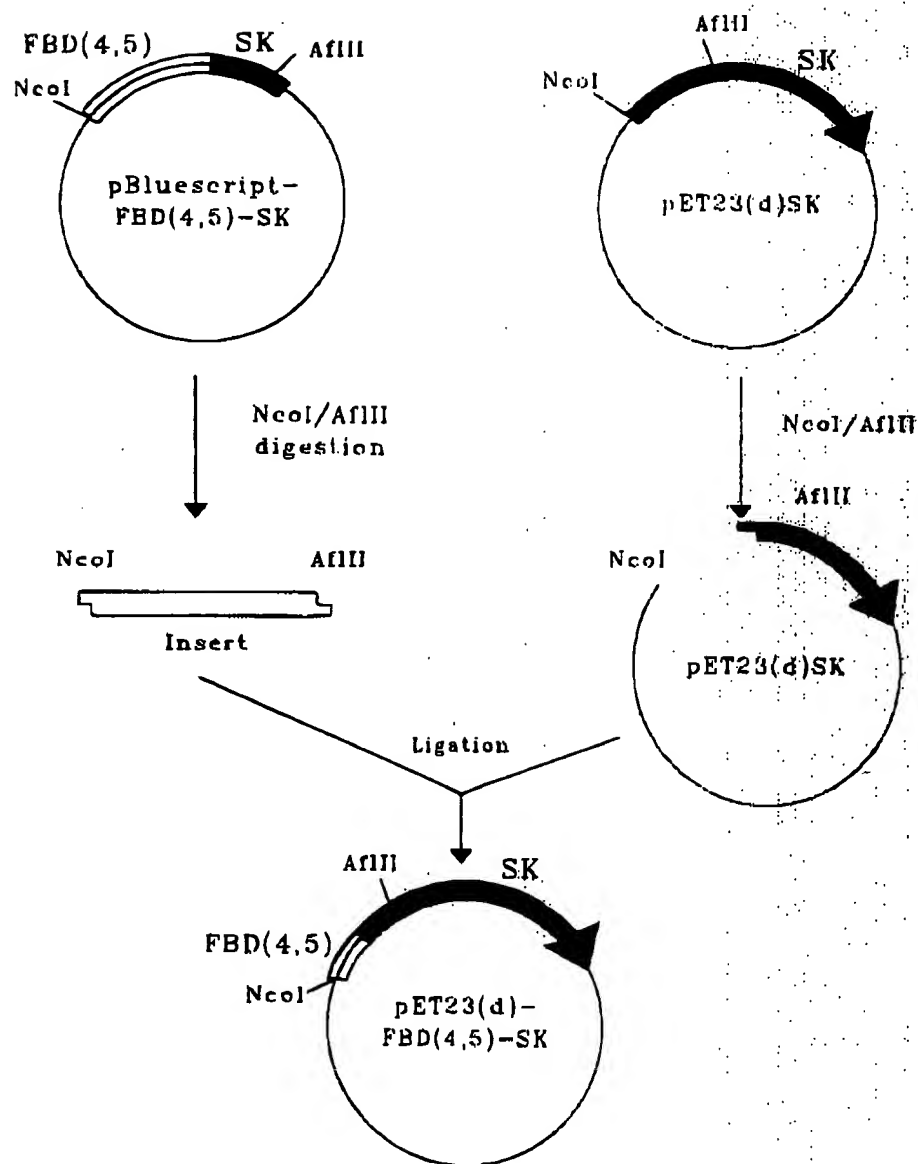 FBD(4,5)
SK
AflII
NcoI
pBluescript-
FBD(4,5)-SK
AflII
SK
NcoI
pET23(d)SK
NcoI/AflII
digestion
NcoI/AflII
NcoI
AflII
Insert
AflII
NcoI
pET23(d)SK
Ligation
AflII
SK
FBD(4,5)
NcoI
pET23(d)-
FBD(4,5)-SK